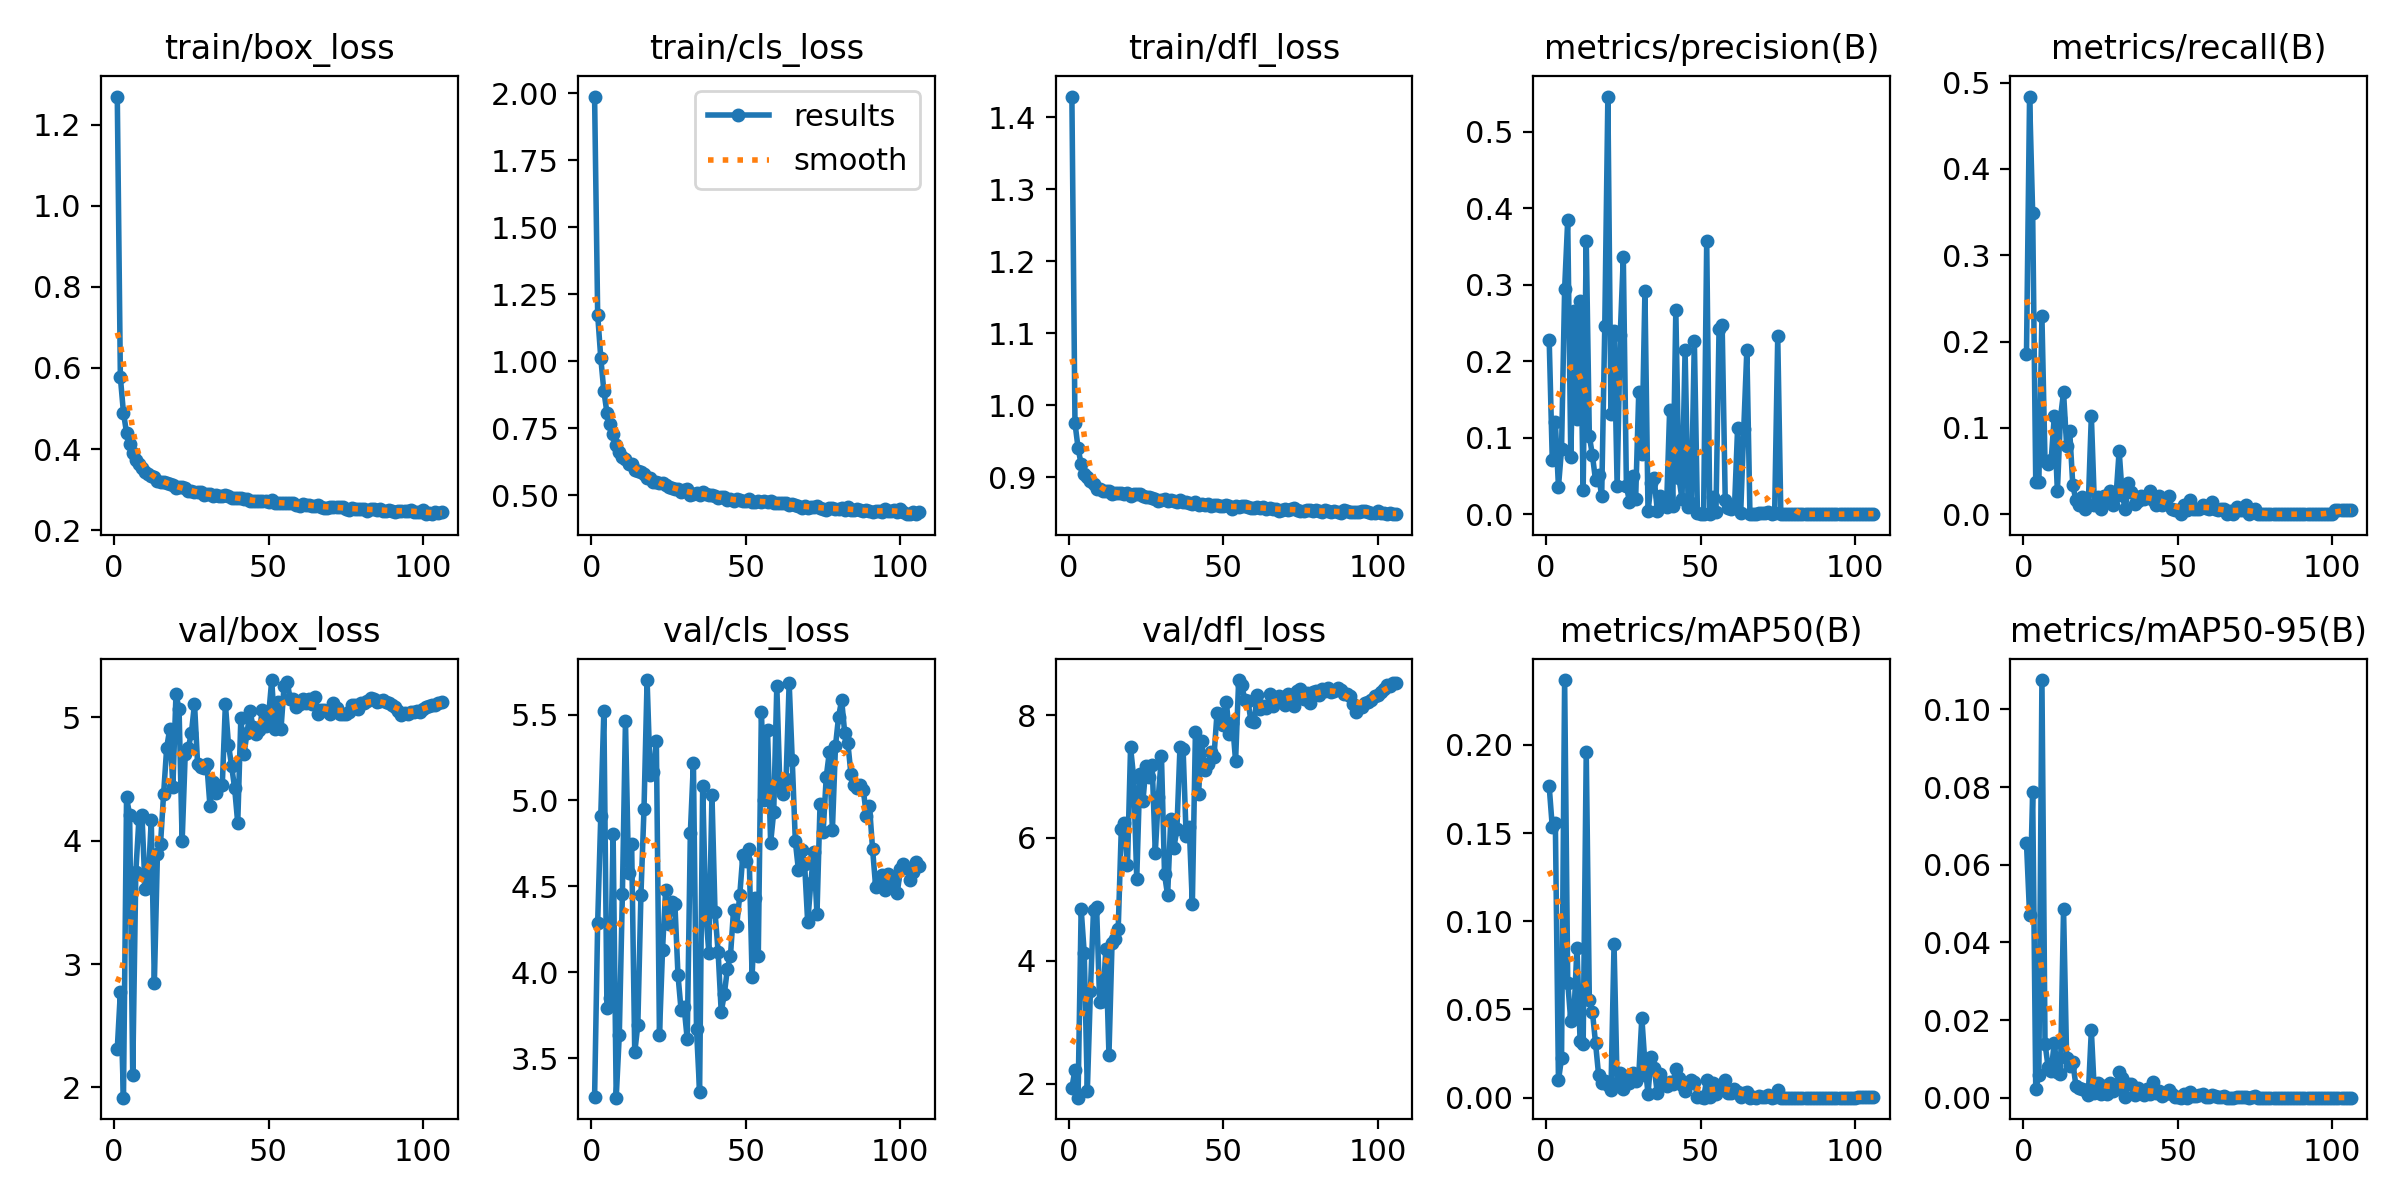 train/box_loss
1.2
1.0
0.8
0.6
0.4
0.2
0 50 100
train/cls_loss
2.00
1.75
1.50
1.25
1.00
0.75
0.50
0 50 100
results
smooth
train/dfl_loss
1.4
1.3
1.2
1.1
1.0
0.9
0 50 100
metrics/precision(B)
0.5
0.4
0.3
0.2
0.1
0.0
0 50 100
metrics/recall(B)
0.5
0.4
0.3
0.2
0.1
0.0
0 50 100
val/box_loss
5
4
3
2
0 50 100
val/cls_loss
5.5
5.0
4.5
4.0
3.5
0 50 100
val/dfl_loss
8
6
4
2
0 50 100
metrics/mAP50(B)
0.20
0.15
0.10
0.05
0.00
0 50 100
metrics/mAP50-95(B)
0.10
0.08
0.06
0.04
0.02
0.00
0 50 100